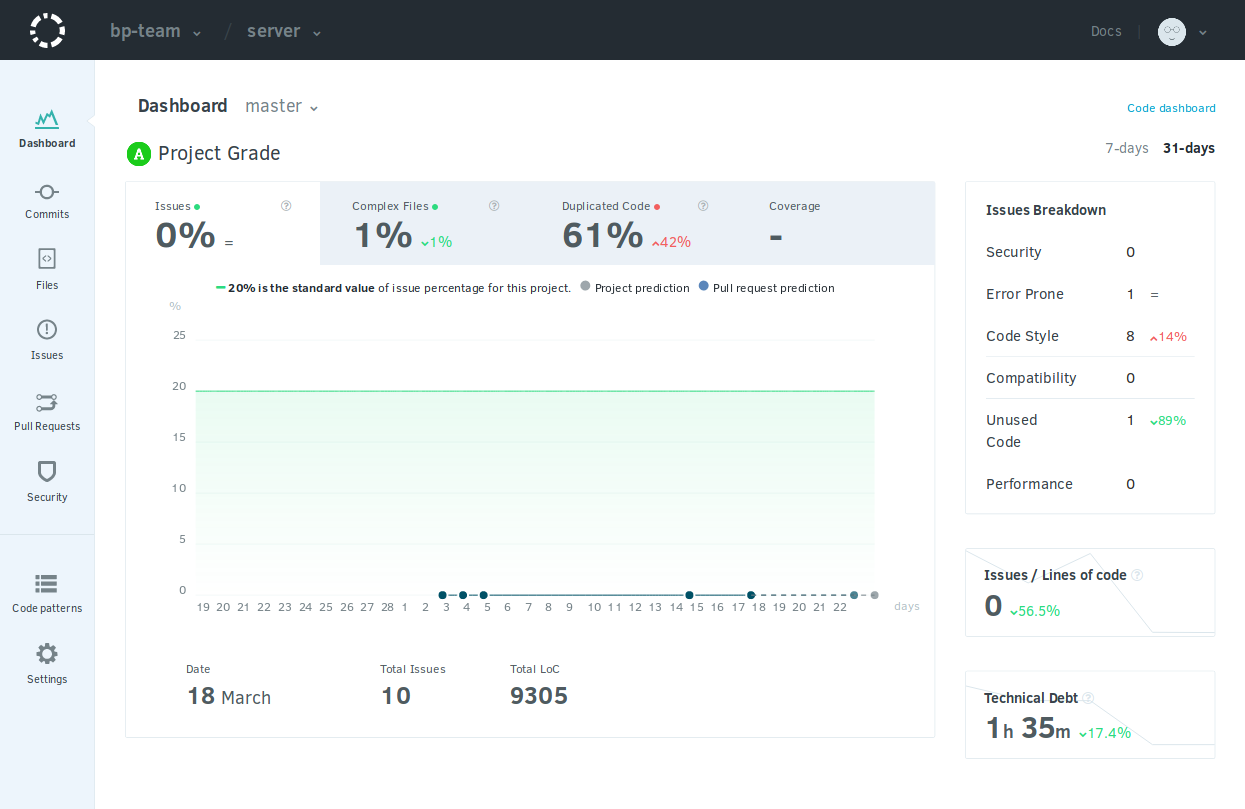 bp-team / server Docs |
Dashboard master
Code dashboard
A Project Grade
7-days 31-days
Dashboard
Commits
Files
Issues
Pull Requests
Security
Code patterns
Settings
Issues ?
0% =
Complex Files ?
1% 1%
Duplicated Code ?
61% 42%
Coverage
-
20% is the standard value of issue percentage for this project. Project prediction Pull request prediction
%
25
20
15
10
5
0
19 20 21 22 23 24 25 26 27 28 1 2 3 4 5 6 7 8 9 10 11 12 13 14 15 16 17 18 19 20 21 22 days
Date
18 March
Total Issues
10
Total LoC
9305
Issues Breakdown
Security 0
Error Prone 1 =
Code Style 8 14%
Compatibility 0
Unused 1 89%
Code
Performance 0
Issues / Lines of code ?
0 56.5%
Technical Debt ?
1h 35m 17.4%